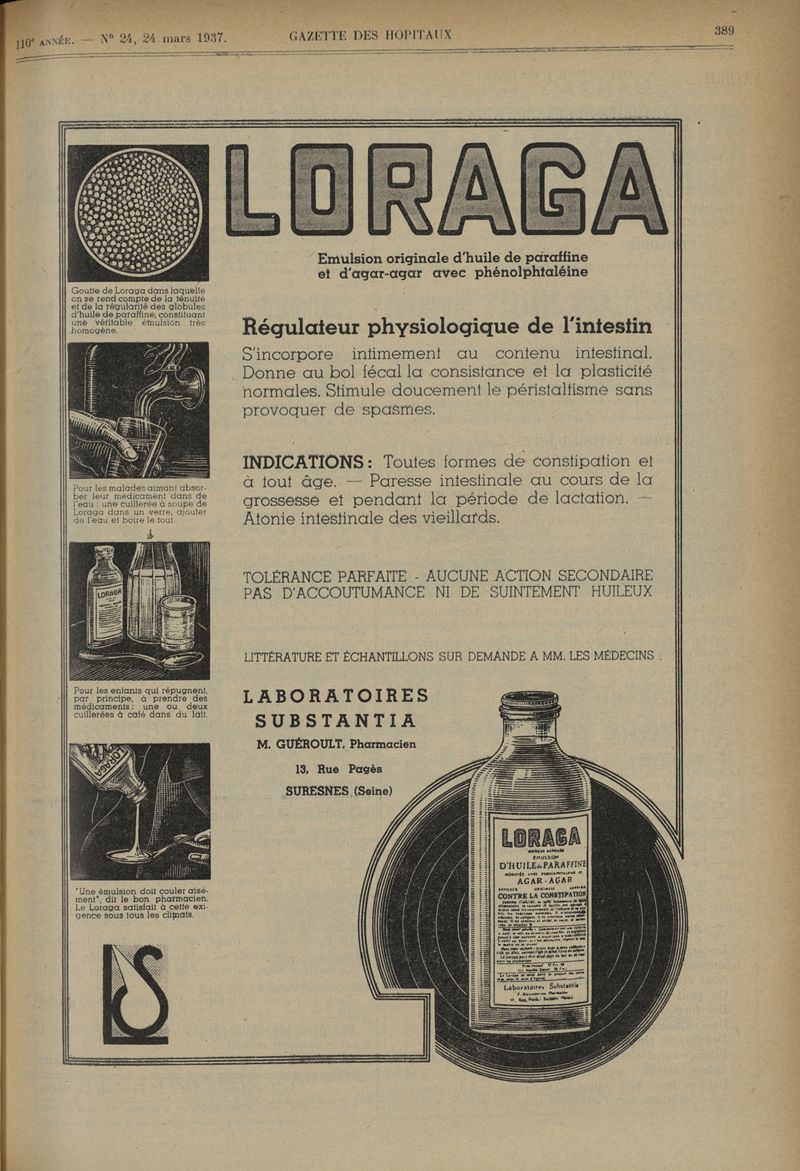 110e ANNÉE. — N° 24, 24 mars 1937.
GAZETTE DES HOPITAUX
389
LORAGA
Emulsion originale d'huile de paraffine
et d'agar-agar avec phénolphtaléine
Goutte de Loraga dans laquelle
on se rend compte de la ténuité
et de la régularité des globules
d'huile de paraffine, constituant
une véritable émulsion très
homogène.
Régulateur physiologique de l'intestin
S'incorpore intimement au contenu intestinal.
Donne au bol fécal la consistance et la plasticité
normales. Stimule doucement le péristaltisme sans
provoquer de spasmes.
INDICATIONS : Toutes formes de constipation et
à tout âge. — Paresse intestinale au cours de la
grossesse et pendant la période de lactation. —
Atonie intestinale des vieillards.
Pour les malades aimant absor-
ber leur médicament dans de
l'eau : une cuillerée à soupe de
Loraga dans un verre, ajouter
de l'eau et boire le tout.
TOLÉRANCE PARFAITE - AUCUNE ACTION SECONDAIRE
PAS D'ACCOUTUMANCE NI DE SUINTEMENT HUILEUX
LORAGA
LITTÉRATURE ET ÉCHANTILLONS SUR DEMANDE A MM. LES MÉDECINS
Pour les enfants qui répugnent,
par principe, à prendre des
médicaments : une ou deux
cuillerées à café dans du lait.
LABORATOIRES
SUBSTANTIA
M. GUÉROULT, Pharmacien
13, Rue Pagès
SURESNES (Seine)
LORAGA
"Une émulsion doit couler aisé-
ment", dit le bon pharmacien.
Le Loraga satisfait à cette exi-
gence sous tous les climats.
LS
LORAGA
ÉMULSION
D'HUILE de PARAFFINE
AGAR-AGAR
CONTRE LA CONSTIPATION
Laboratoires Substantia